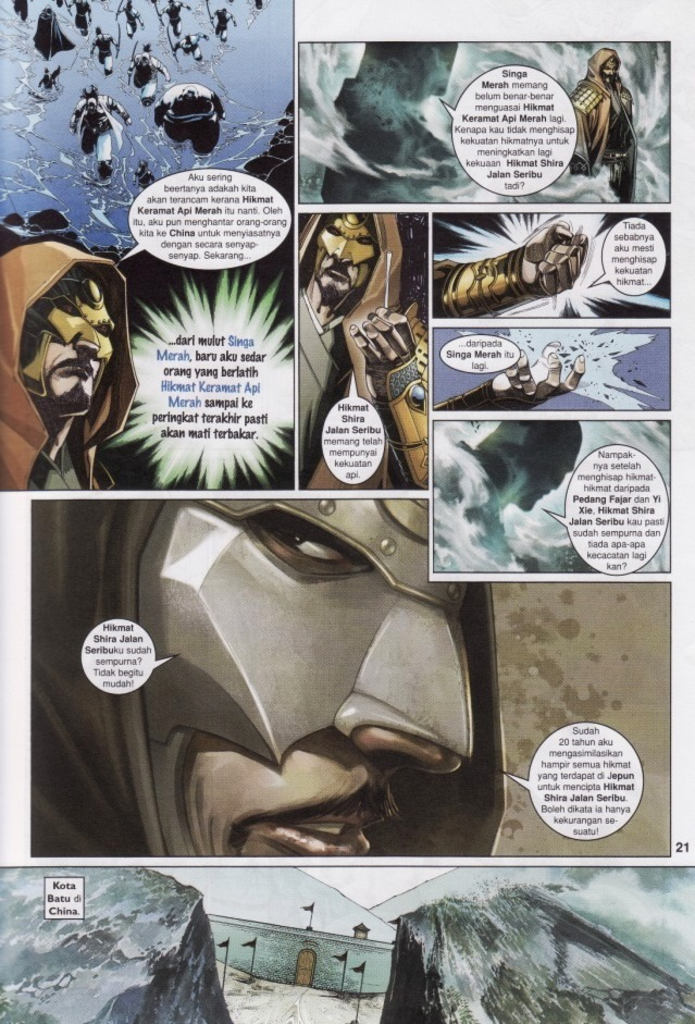 Singa
Merah memang
belum benar-benar
menguasai Hikmat
Keramat Api Merah lagi.
Kenapa kau tidak menghisap
kekuatan hikmatnya untuk
meningkatkan lagi
kekuaan Hikmat Shira
Jalan Seribu
tadi?
Aku sering
bertanya adakah kita
akan terancam kerana Hikmat
Keramat Api Merah itu nanti. Oleh
itu, aku pun menghantar orang-orang
kita ke China untuk menyiasatnya
dengan secara senyap-
senyap. Sekarang...
...dari mulut Singa
Merah, baru aku sedar
orang yang berlatih
Hikmat Keramat Api
Merah sampai ke
peringkat terakhir pasti
akan mati terbakar.
Hikmat
Shira
Jalan Seribu
memang telah
mempunyai
kekuatan
api.
Tiada
sebabnya
aku mesti
menghisap
kekuatan
hikmat...
...daripada
Singa Merah itu
lagi.
Nampak-
nya setelah
menghisap hikmat-
hikmat daripada
Pedang Fajar dan Yi
Xie, Hikmat Shira
Jalan Seribu kau pasti
sudah sempurna dan
tiada apa-apa
kecacatan lagi
kan?
Hikmat
Shira Jalan
Seribuku sudah
sempurna?
Tidak begitu
mudah!
Sudah
20 tahun aku
mengasimilasikan
hampir semua hikmat
yang terdapat di Jepun
untuk mencipta Hikmat
Shira Jalan Seribu.
Boleh dikata ia hanya
kekurangan se-
suatu!
21
Kota
Batu di
China.